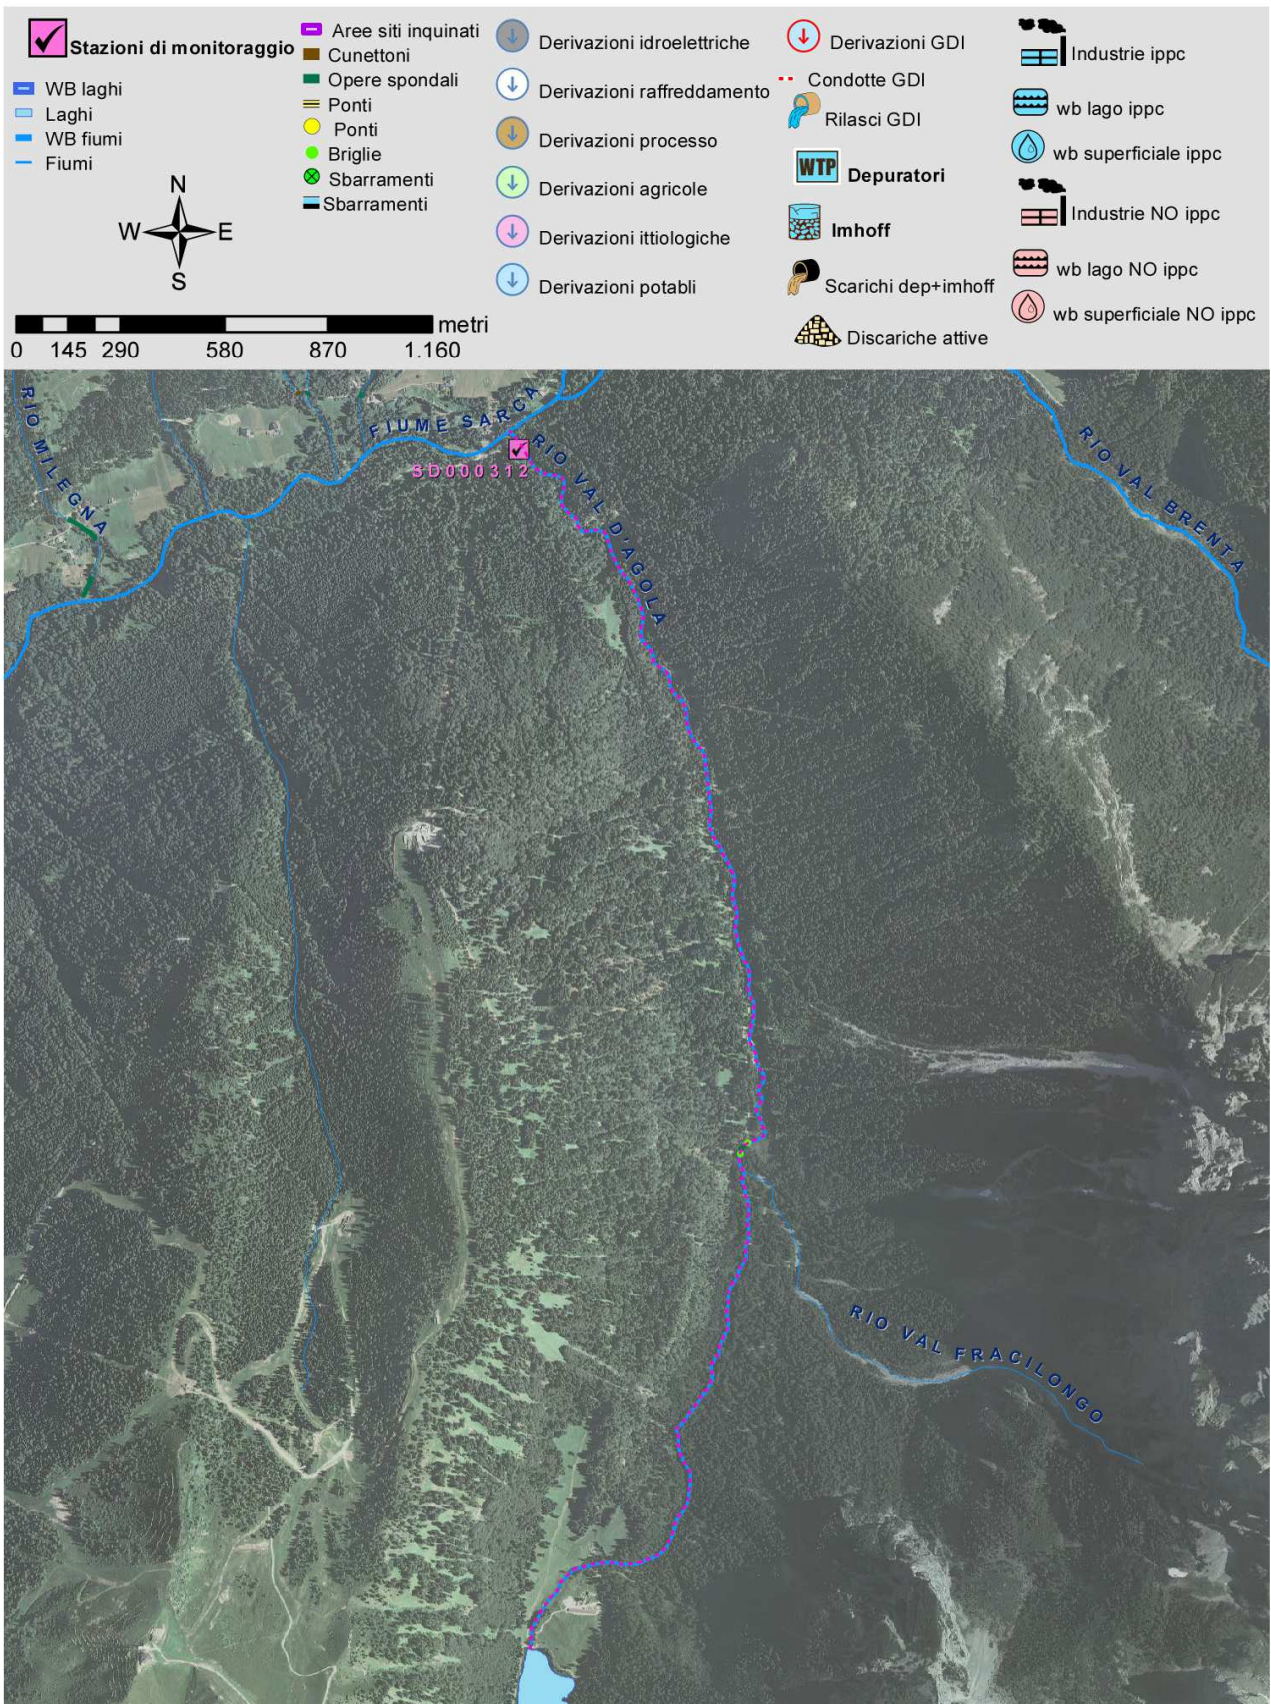 Stazioni di monitoraggio
WB laghi
Laghi
WB fiumi
Fiumi
N
W
E
S
metri
0 145 290 580 870 1.160
Aree siti inquinati
Cunettoni
Opere spondali
Ponti
Ponti
Briglie
Sbarramenti
Sbarramenti
Derivazioni idroelettriche
Derivazioni raffreddamento
Derivazioni processo
Derivazioni agricole
Derivazioni ittiologiche
Derivazioni potabli
Derivazioni GDI
Condotte GDI
Rilasci GDI
WTP Depuratori
Imhoff
Scarichi dep+imhoff
Discariche attive
Industrie ippc
wb lago ippc
wb superficiale ippc
Industrie NO ippc
wb lago NO ippc
wb superficiale NO ippc
RIO MILEGNA
FIUME SARCA
SD000312
RIO VAL D'AGOLA
RIO VAL BRENTA
RIO VAL FRACILONGO